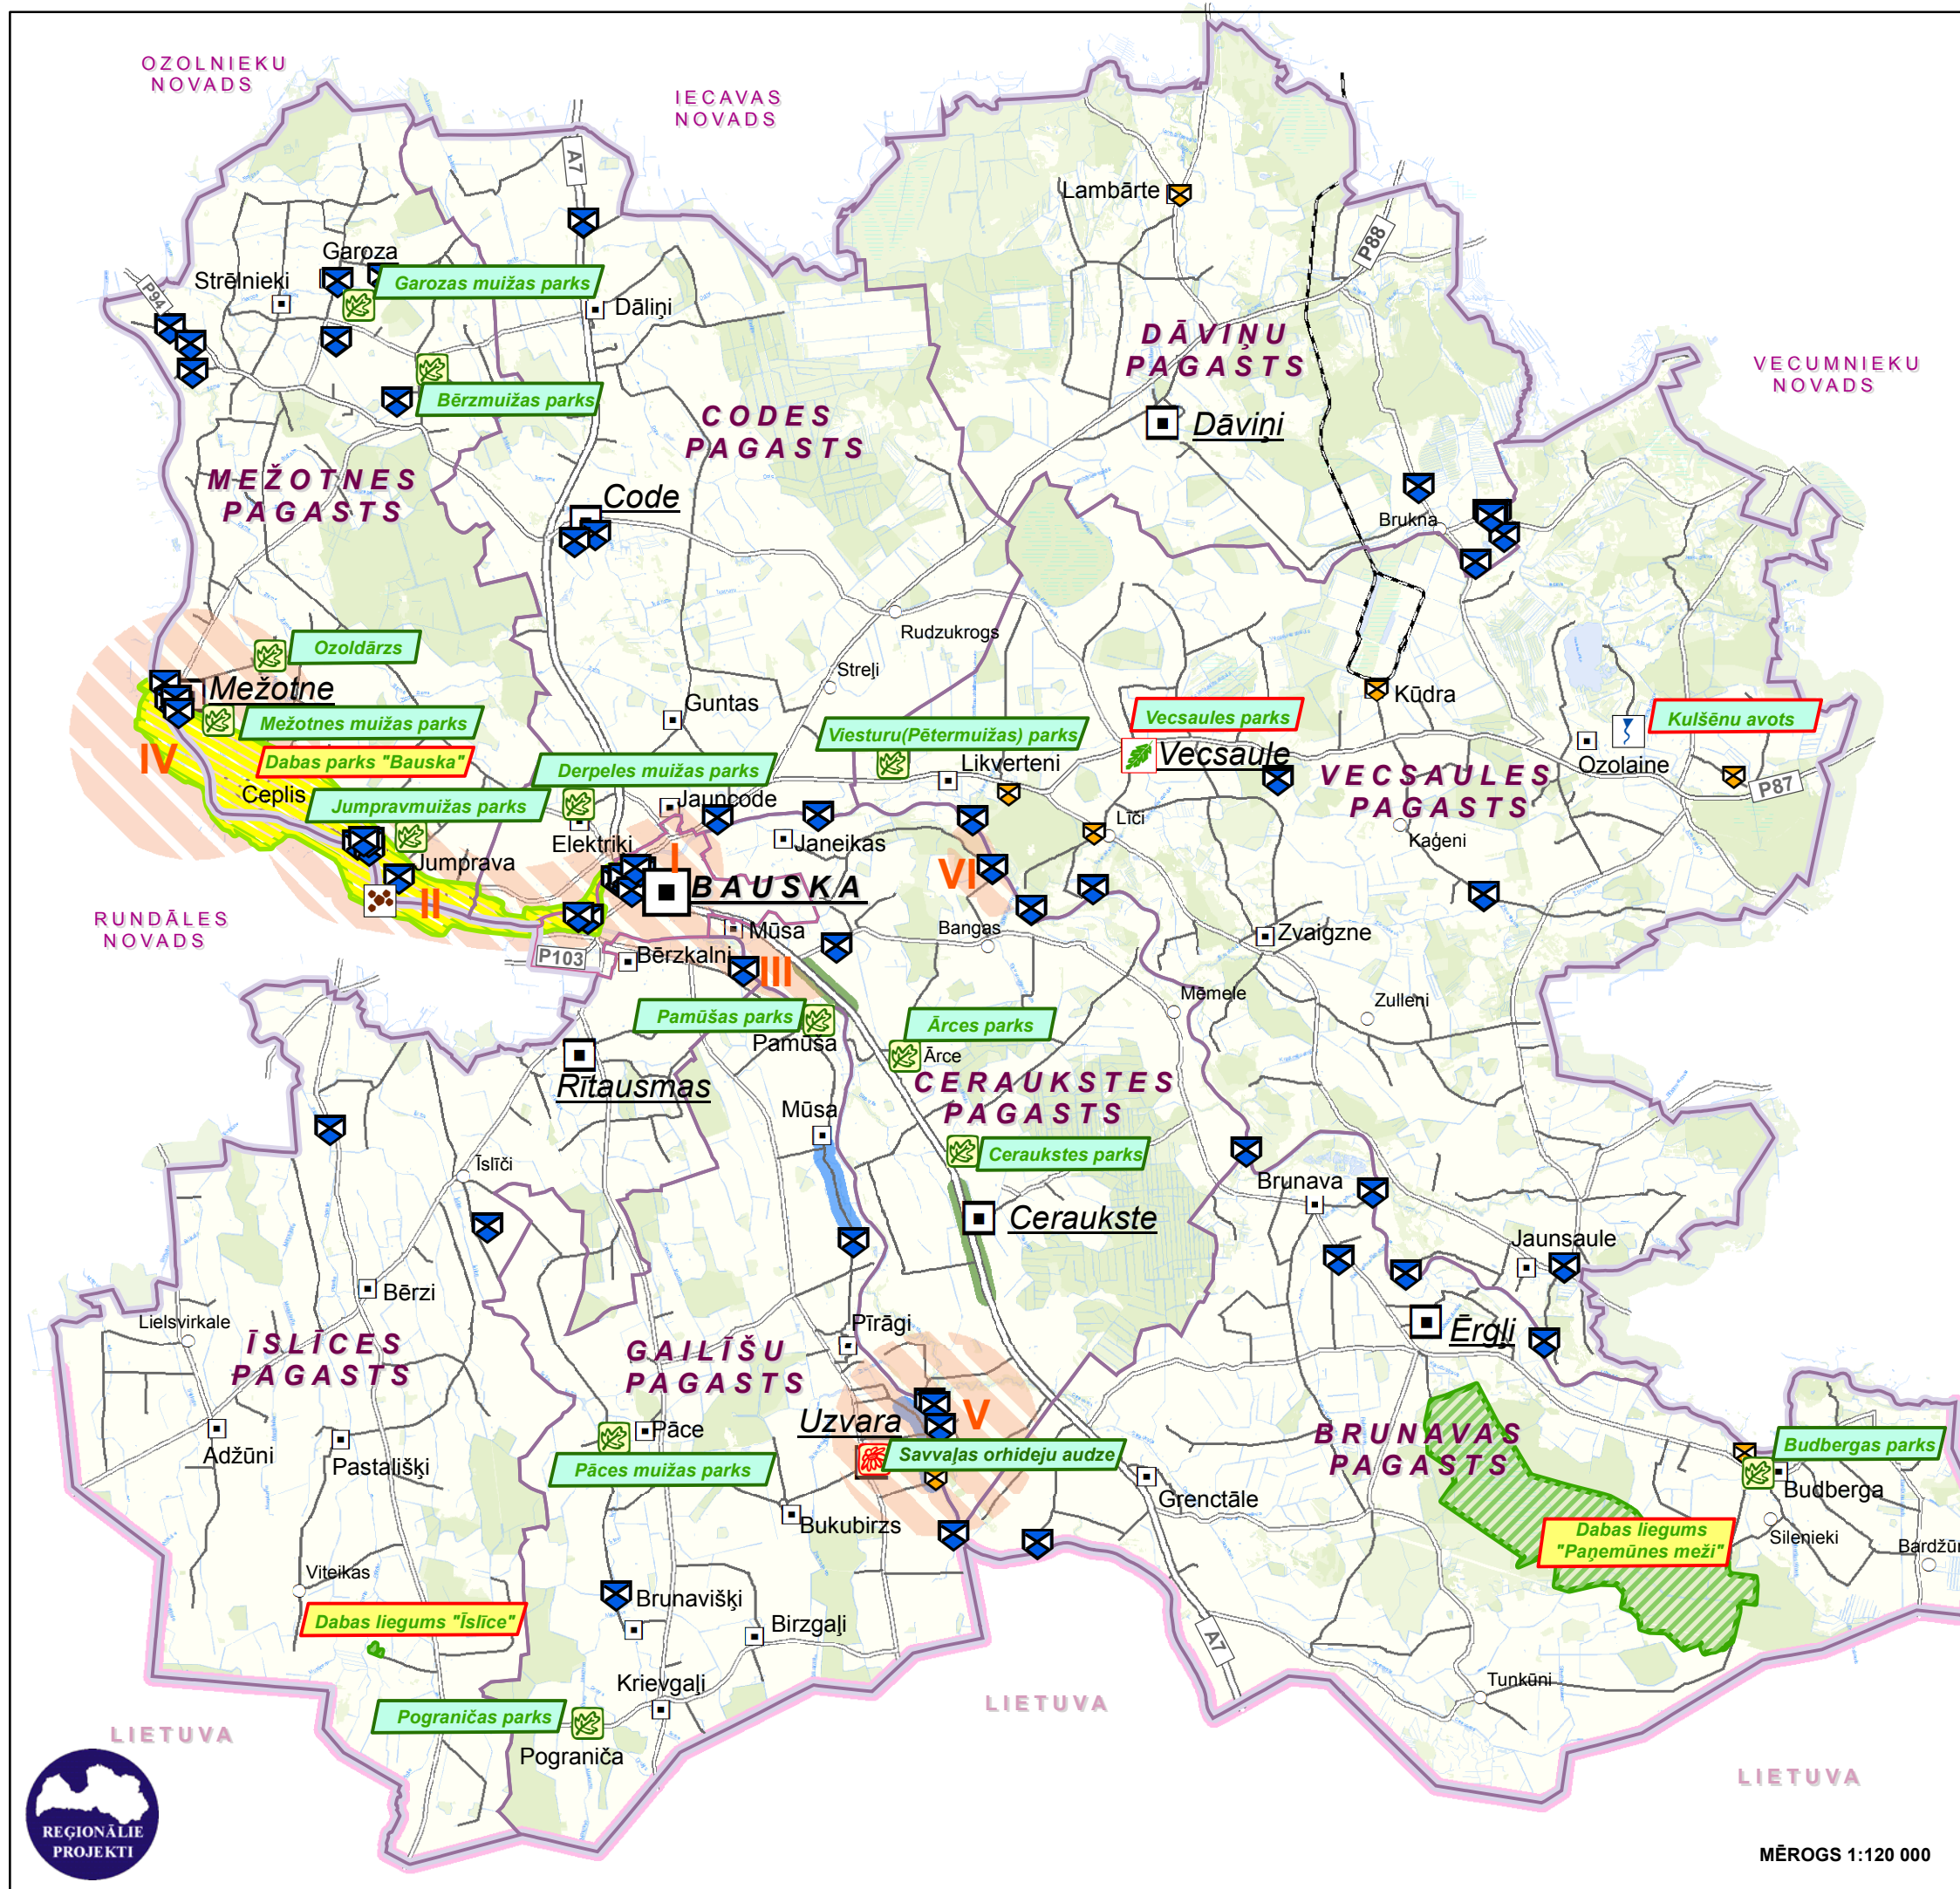 OZOLNIEKU
NOVADS
IECAVAS
NOVADS
A7
Lambārte
P88
Garoza
Garozas muižas parks
Strēlnieki
P94
Dāliņi
DĀVIŅU
PAGASTS
VECUMNIEKU
NOVADS
Bērzmuižas parks
CODES
PAGASTS
Dāviņi
MEŽOTNES
PAGASTS
Code
Brukna
Rudzukrogs
Ozoldārzs
Streļi
Mežotne
Guntas
Kūdra
Mežotnes muižas parks
Viesturu(Pētermuižas) parks
Vecsaules parks
Kulšēnu avots
IV
Dabas parks "Bauska"
Derpeles muižas parks
Likverteni
Vecsaule
Ozolaine
VECSAULES
PAGASTS
P87
Čeplis
Jumpravmuižas parks
Jauncode
Elektriķi
Janeikas
Līči
Kaģeni
Jumprava
I
VI
BAUSKA
II
RUNDĀLES
NOVADS
Mūsa
Bangas
Zvaigzne
P103
Bērzkalni
III
Mēmele
Zulleni
Pamūšas parks
Ārces parks
Pamūša
Ārce
Rītausmas
CERAUKSTES
PAGASTS
Mūsa
Ceraukstes parks
Īslīči
Brunava
Ceraukste
Jaunsaule
Bērzi
Lielsvirkale
Pīrāgi
Ērgļi
ĪSLĪCES
PAGASTS
GAILĪŠU
PAGASTS
Uzvara
V
Pāce
BRUNAVAS
PAGASTS
Adžūni
Pastališķi
Pāces muižas parks
Savvaļas orhideju audze
Budbergas parks
Grenctāle
Budberga
Bukubirzs
Dabas liegums
"Paņemūnes meži"
Silenieki
Bardžūn
Viteikas
Brunavišķi
Dabas liegums "Īslīce"
Birzgaļi
A7
Krievgaļi
Tunkūni
Pograničas parks
LIETUVA
LIETUVA
Pograniča
LIETUVA
REĢIONĀLIE
PROJEKTI
MĒROGS 1:120 000